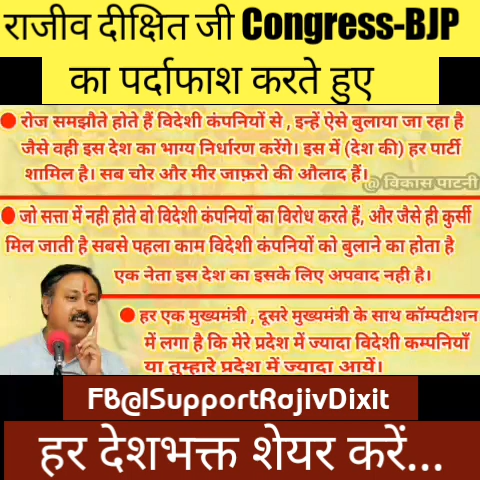 राजीव दीक्षित जी Congress-BJP
का पर्दाफाश करते हुए
रोज समझौते होते हैं विदेशी कंपनियों से , इन्हें ऐसे बुलाया जा रहा है
जैसे वही इस देश का भाग्य निर्धारण करेंगे। इस में (देश की) हर पार्टी
शामिल है। सब चोर और मीर जाफ़रो की औलाद हैं।
@ विकास पाटनी
जो सत्ता में नही होते वो विदेशी कंपनियों का विरोध करते हैं, और जैसे ही कुर्सी
मिल जाती है सबसे पहला काम विदेशी कंपनियों को बुलाने का होता है
एक नेता इस देश का इसके लिए अपवाद नही है।
हर एक मुख्यमंत्री , दूसरे मुख्यमंत्री के साथ कॉम्पटीशन
में लगा है कि मेरे प्रदेश में ज्यादा विदेशी कम्पनियाँ
या तुम्हारे प्रदेश में ज्यादा आयें।
FB@ISupportRajivDixit
हर देशभक्त शेयर करें...